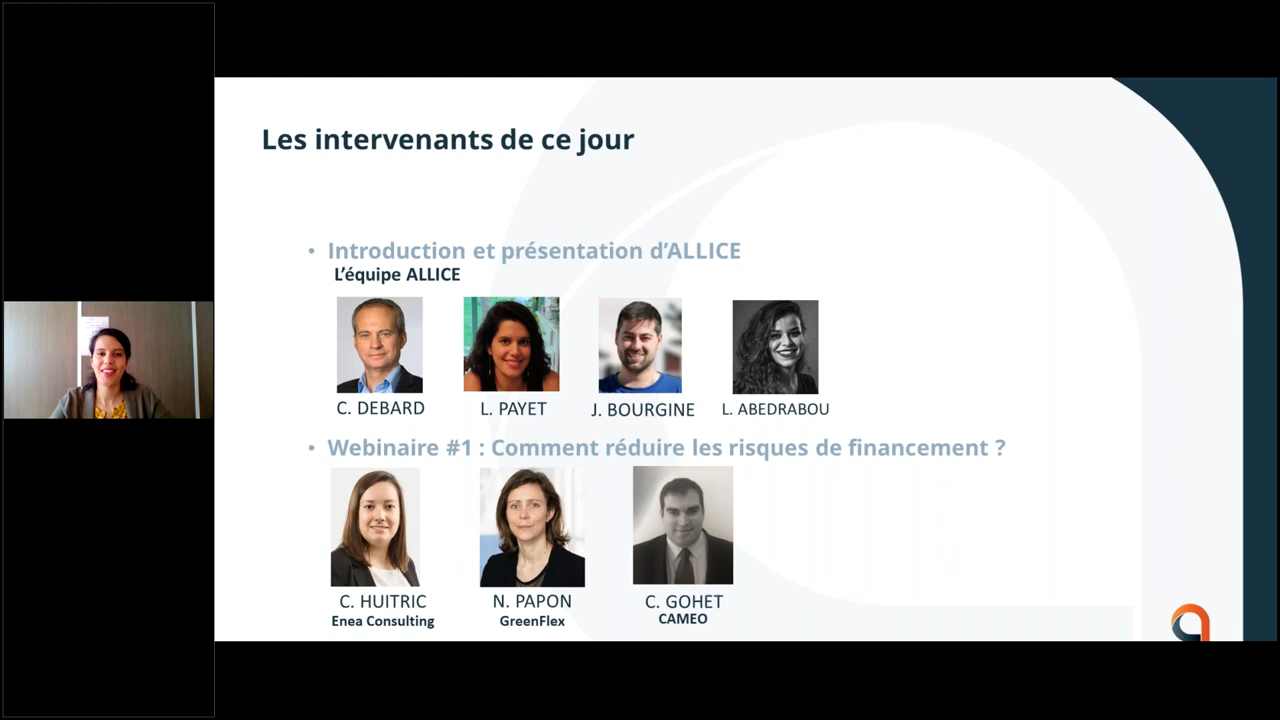 Les intervenants de ce jour
• Introduction et présentation d’ALLICE
L’équipe ALLICE
C. DEBARD
L. PAYET
J. BOURGINE
L. ABEDRABOU
• Webinaire #1 : Comment réduire les risques de financement ?
C. HUITRIC
Enea Consulting
N. PAPON
GreenFlex
C. GOHET
CAMEO